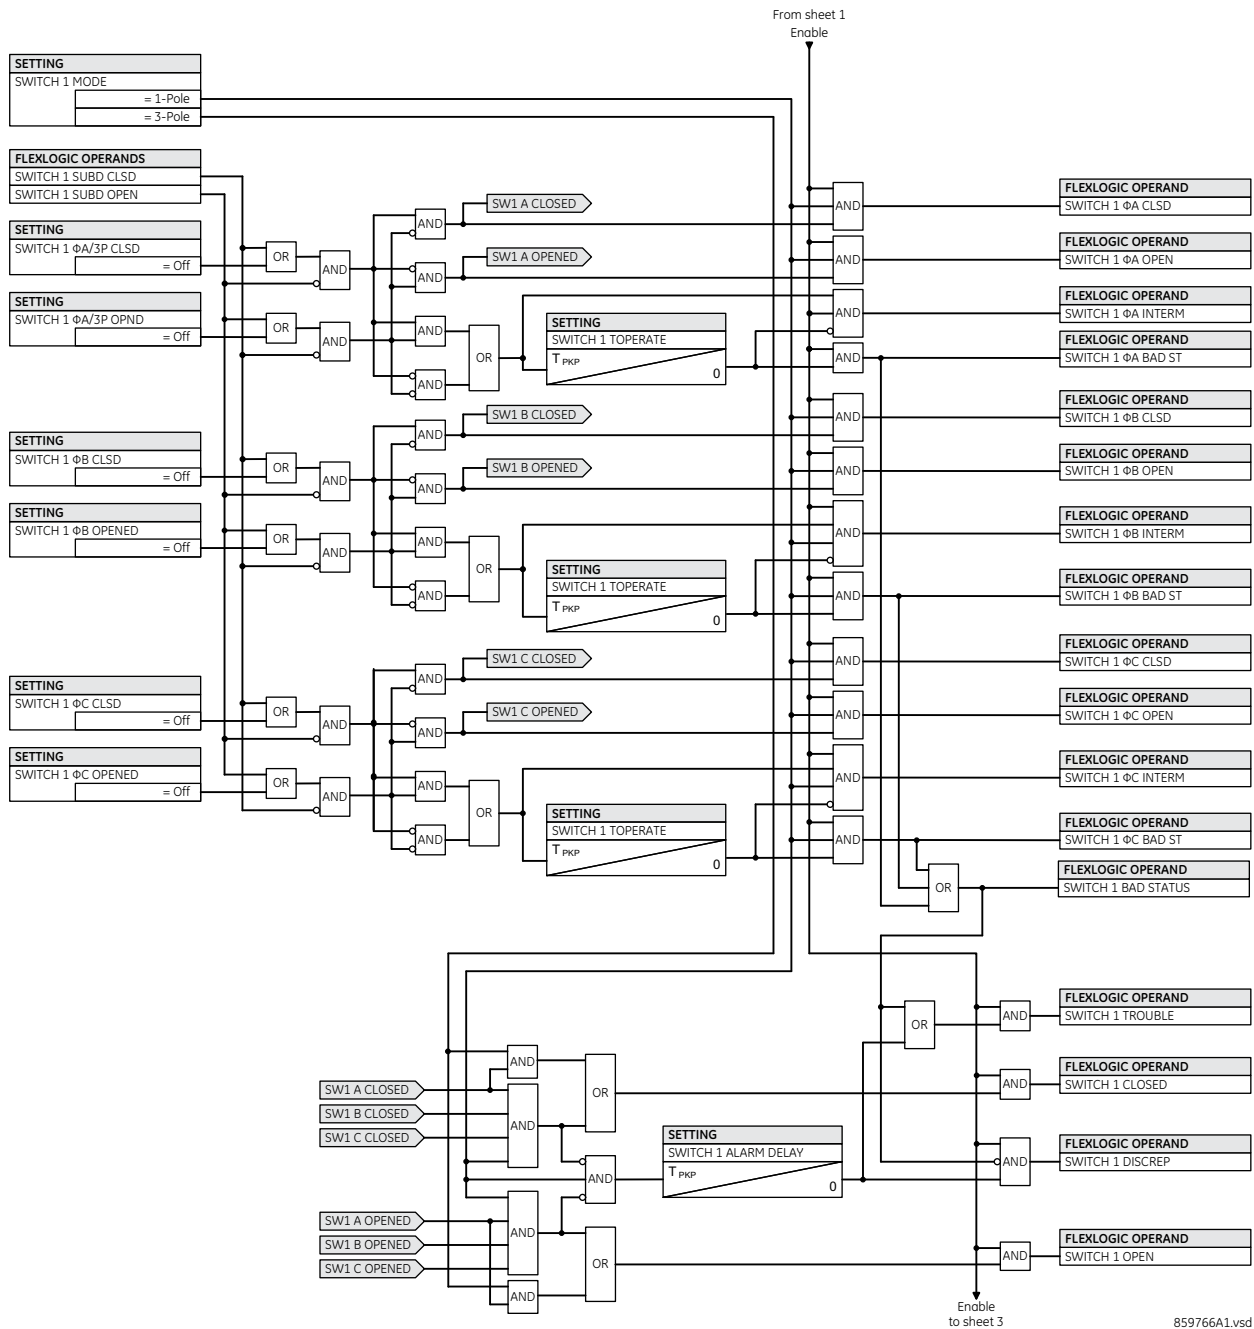 From sheet 1
Enable
SETTING
SWITCH 1 MODE
= 1-Pole
= 3-Pole
FLEXLOGIC OPERANDS
SWITCH 1 SUBD CLSD
SWITCH 1 SUBD OPEN
SETTING
SWITCH 1 ΦA/3P CLSD
= Off
SETTING
SWITCH 1 ΦA/3P OPND
= Off
OR
AND
OR
AND
AND
AND
AND
AND
OR
SW1 A CLOSED
SW1 A OPENED
SETTING
SWITCH 1 TOPERATE
T PKP
0
AND
AND
AND
AND
FLEXLOGIC OPERAND
SWITCH 1 ΦA CLSD
FLEXLOGIC OPERAND
SWITCH 1 ΦA OPEN
FLEXLOGIC OPERAND
SWITCH 1 ΦA INTERM
FLEXLOGIC OPERAND
SWITCH 1 ΦA BAD ST
SETTING
SWITCH 1 ΦB CLSD
= Off
SETTING
SWITCH 1 ΦB OPENED
= Off
OR
AND
OR
AND
AND
AND
AND
AND
OR
SW1 B CLOSED
SW1 B OPENED
SETTING
SWITCH 1 TOPERATE
T PKP
0
AND
AND
AND
AND
FLEXLOGIC OPERAND
SWITCH 1 ΦB CLSD
FLEXLOGIC OPERAND
SWITCH 1 ΦB OPEN
FLEXLOGIC OPERAND
SWITCH 1 ΦB INTERM
FLEXLOGIC OPERAND
SWITCH 1 ΦB BAD ST
SETTING
SWITCH 1 ΦC CLSD
= Off
SETTING
SWITCH 1 ΦC OPENED
= Off
OR
AND
OR
AND
AND
AND
AND
AND
OR
SW1 C CLOSED
SW1 C OPENED
SETTING
SWITCH 1 TOPERATE
T PKP
0
AND
AND
AND
AND
FLEXLOGIC OPERAND
SWITCH 1 ΦC CLSD
FLEXLOGIC OPERAND
SWITCH 1 ΦC OPEN
FLEXLOGIC OPERAND
SWITCH 1 ΦC INTERM
FLEXLOGIC OPERAND
SWITCH 1 ΦC BAD ST
OR
FLEXLOGIC OPERAND
SWITCH 1 BAD STATUS
OR
AND
FLEXLOGIC OPERAND
SWITCH 1 TROUBLE
SW1 A CLOSED
SW1 B CLOSED
SW1 C CLOSED
AND
AND
OR
AND
FLEXLOGIC OPERAND
SWITCH 1 CLOSED
AND
SETTING
SWITCH 1 ALARM DELAY
T PKP
0
AND
FLEXLOGIC OPERAND
SWITCH 1 DISCREP
SW1 A OPENED
SW1 B OPENED
SW1 C OPENED
AND
AND
OR
AND
FLEXLOGIC OPERAND
SWITCH 1 OPEN
Enable
to sheet 3
859766A1.vsd